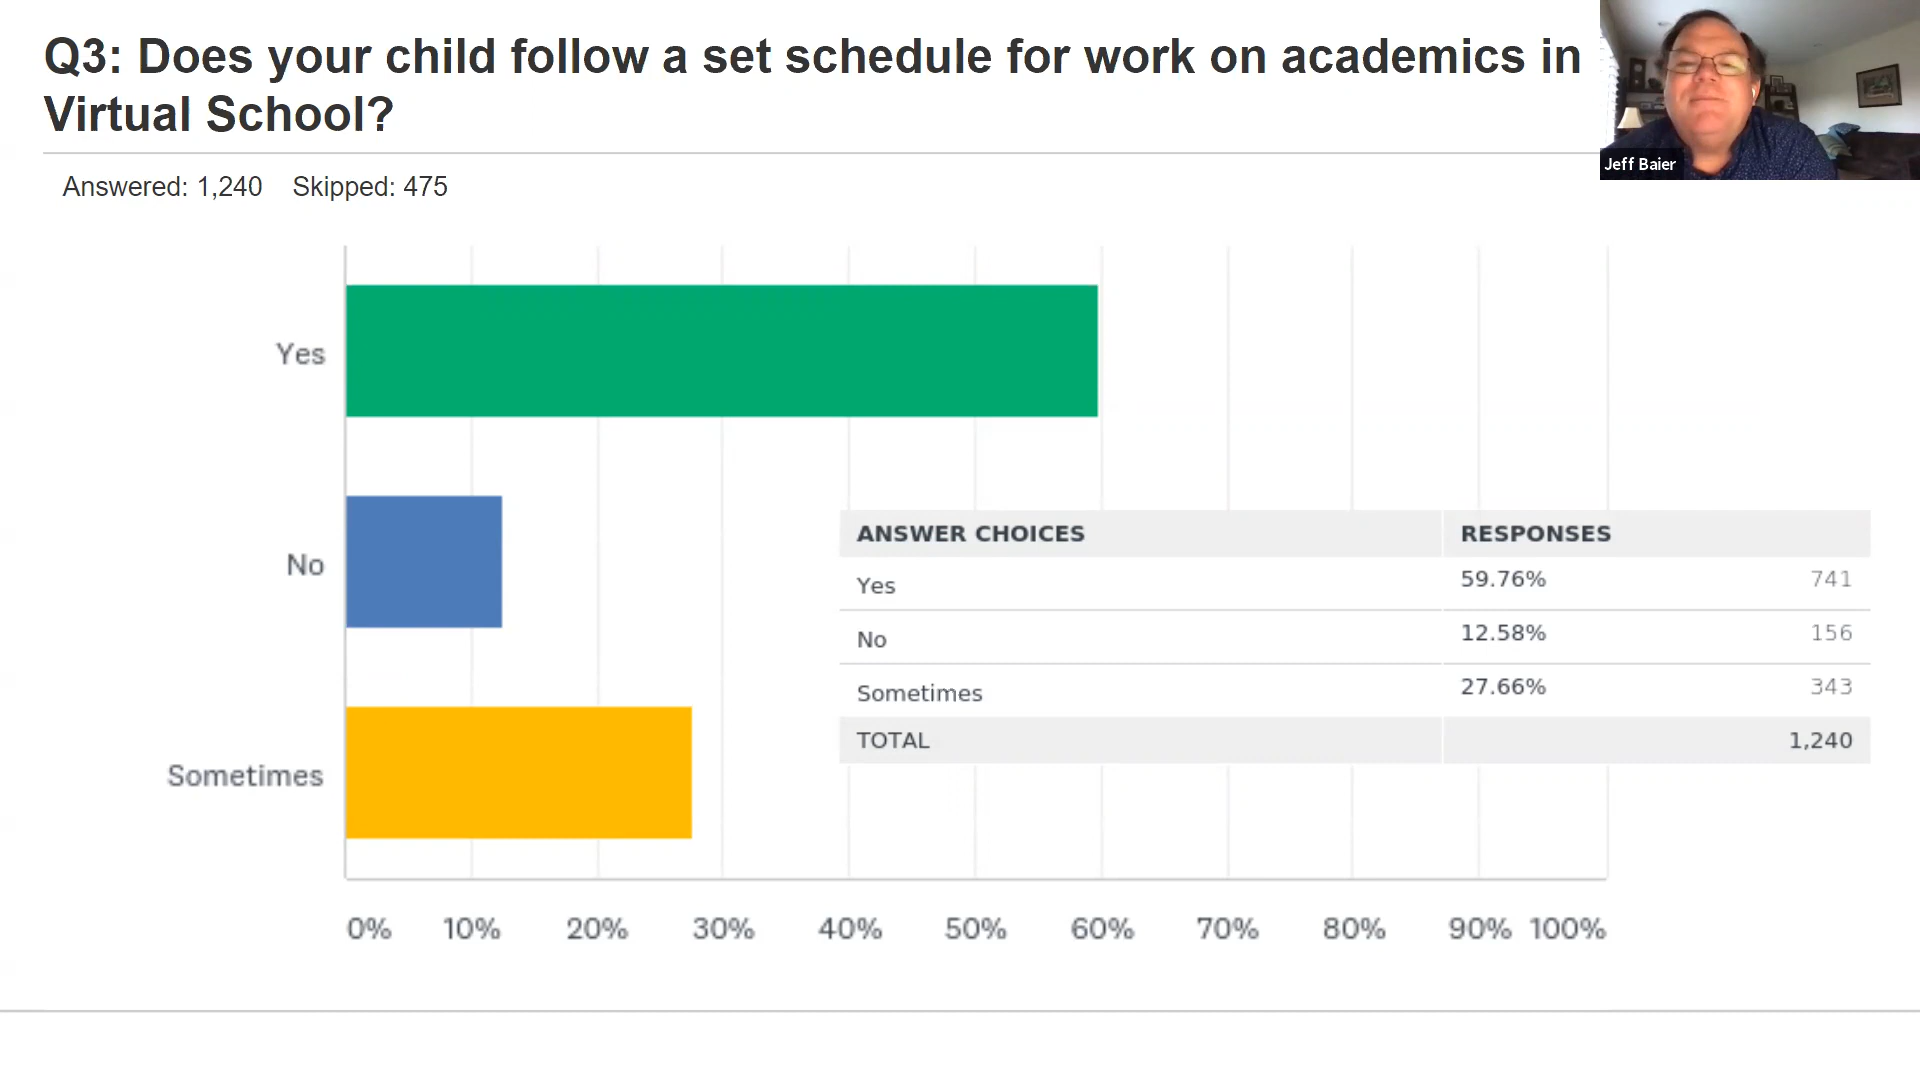 Q3: Does your child follow a set schedule for work on academics in
Virtual School?
Jeff Baier
Answered: 1,240 Skipped: 475
Yes
No
Sometimes
ANSWER CHOICES RESPONSES
Yes 59.76% 741
No 12.58% 156
Sometimes 27.66% 343
TOTAL 1,240
0% 10% 20% 30% 40% 50% 60% 70% 80% 90% 100%